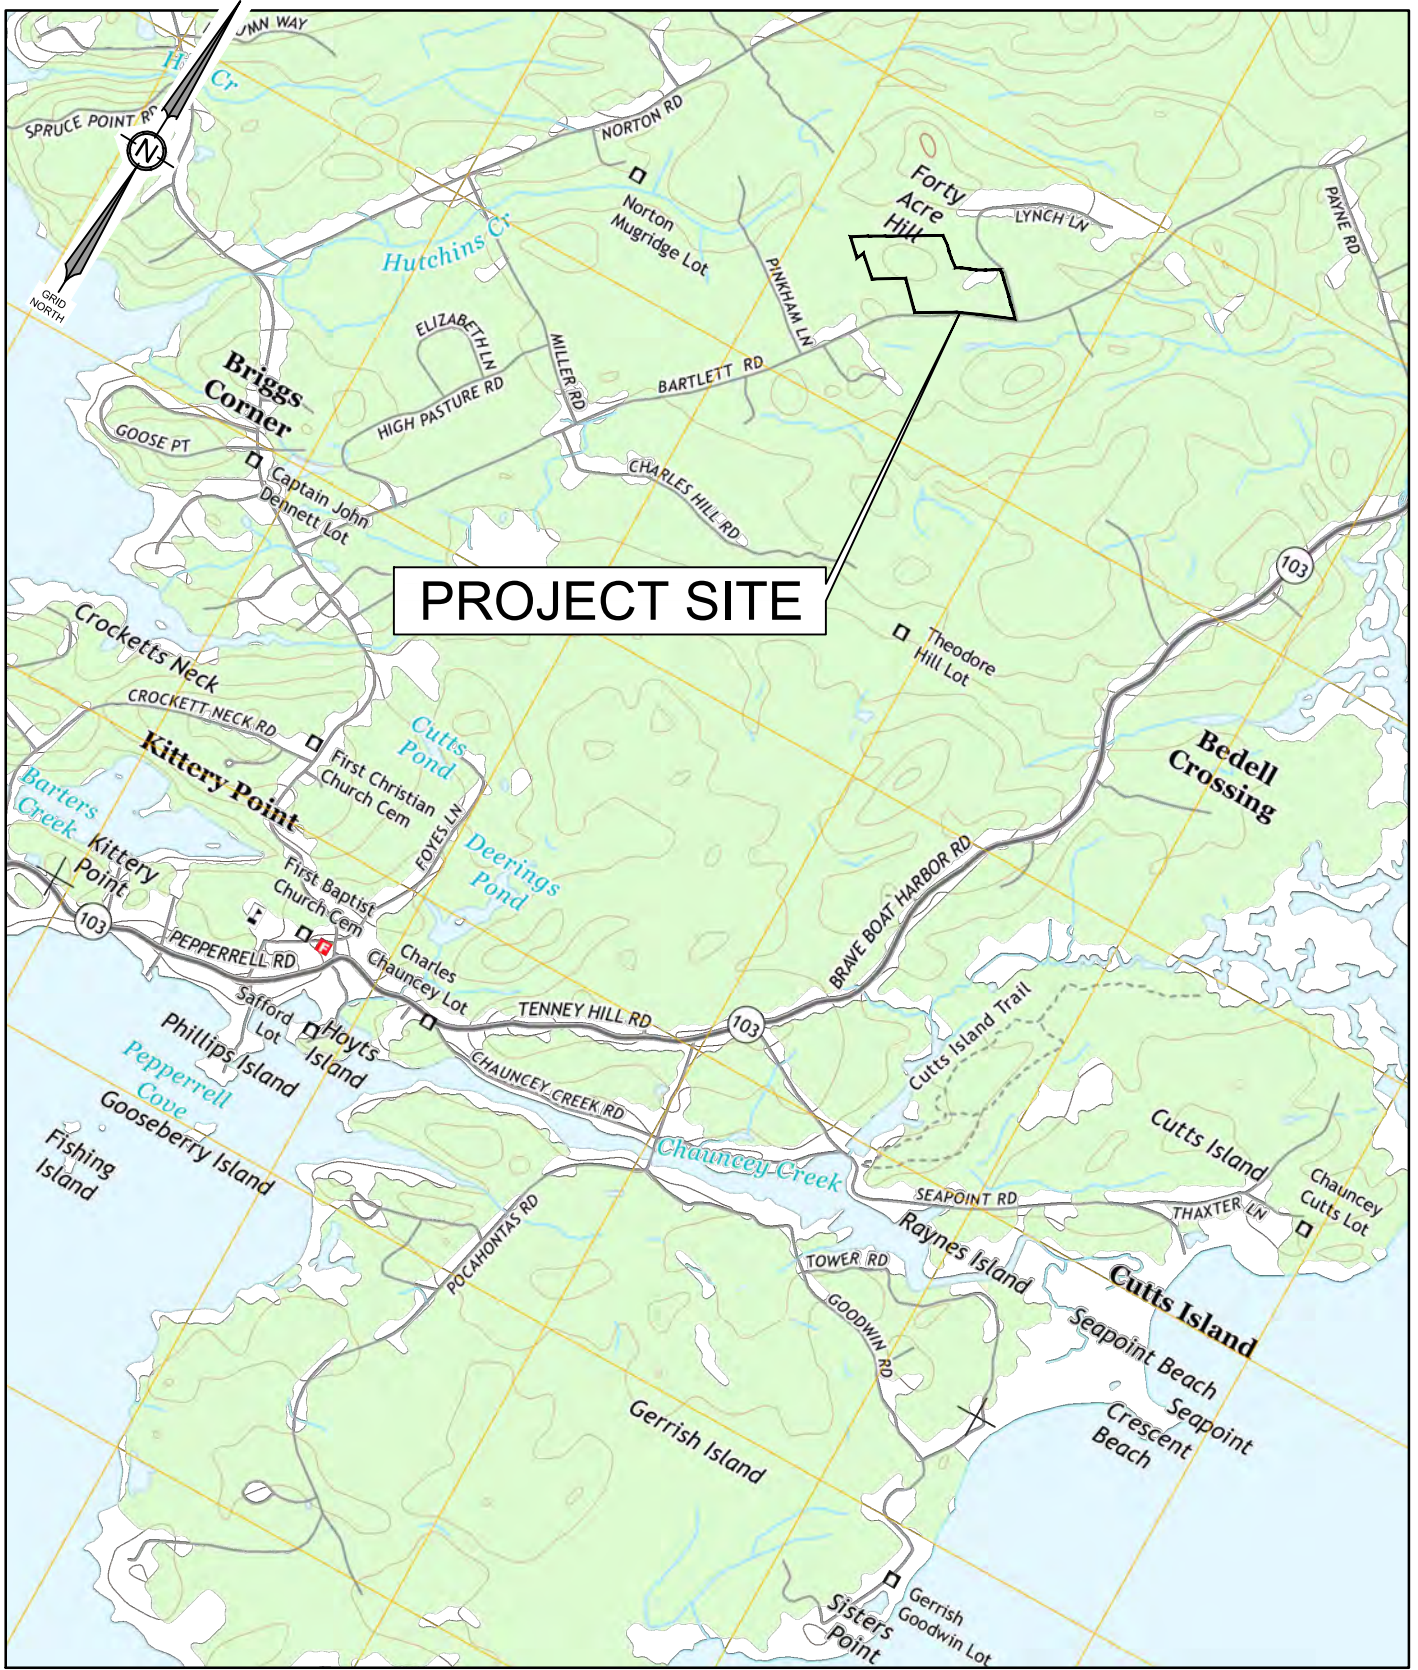 UMN WAY
H
Cr
SPRUCE POINT RD
N
GRID
NORTH
NORTON RD
Norton
Mugridge Lot
Hutchins Cr
Forty
Acre
Hill
LYNCH LN
PAYNE RD
PINKHAM LN
ELIZABETH LN
MILLER RD
BARTLETT RD
HIGH PASTURE RD
Briggs
Corner
GOOSE PT
Captain John
Dennett Lot
CHARLES HILL RD
103
PROJECT SITE
Crocketts Neck
CROCKETT NECK RD
Theodore
Hill Lot
Cutts
Pond
Kittery Point
First Christian
Church Cem
Bedell
Crossing
Barters
Creek
Kittery
Point
FOYES LN
Deerings
Pond
First Baptist
Church Cem
BRAVE BOAT HARBOR RD
103
PEPPERRELL RD
F
Charles
Chauncey Lot
Safford
Lot
TENNEY HILL RD
103
Cutts Island Trail
Phillips Island
Hoyts
Island
Pepperrell
Cove
CHAUNCEY CREEK RD
Gooseberry Island
Fishing
Island
Chauncey Creek
Cutts Island
Chauncey
Cutts Lot
SEAPOINT RD
THAXTER LN
POCAHONTAS RD
Raynes Island
TOWER RD
GOODWIN RD
Cutts Island
Seapoint Beach
Seapoint
Crescent
Beach
Gerrish Island
Sisters
Point
Gerrish
Goodwin Lot